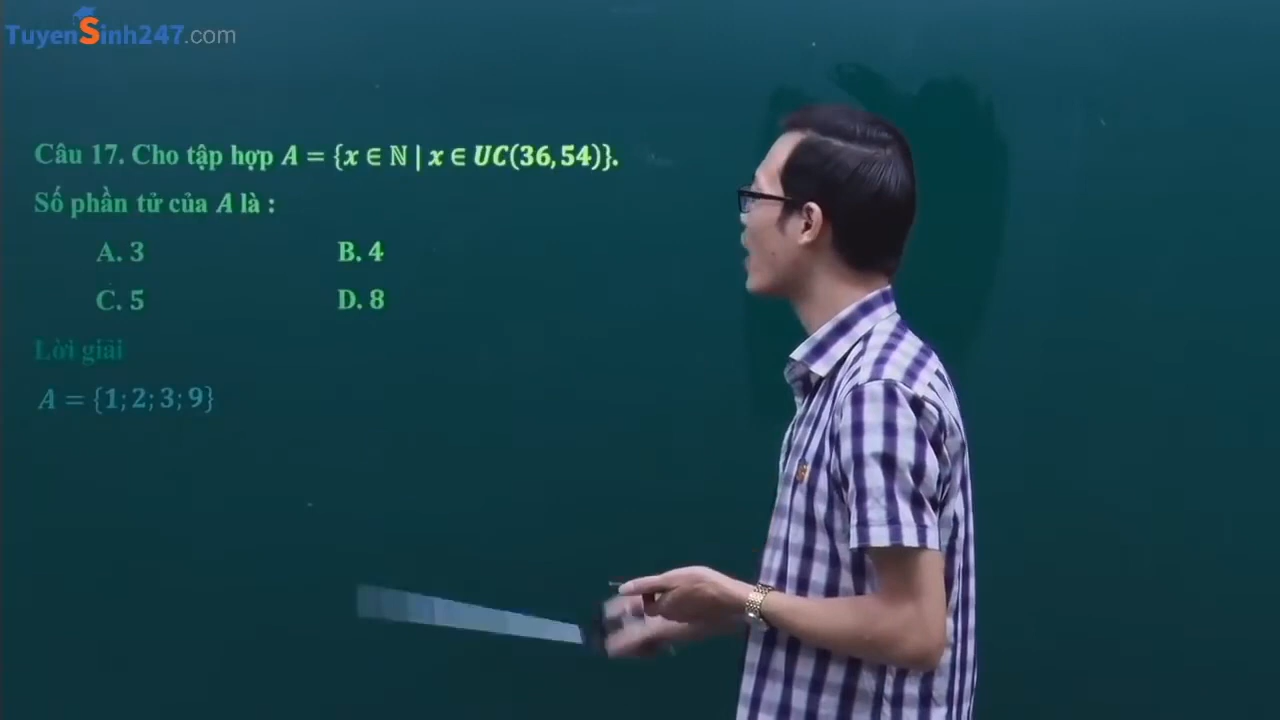 TuyenSinh247.com
Câu 17. Cho tập hợp A = {x ∈ ℕ | x ∈ UC(36, 54)}.
Số phần tử của A là :
A. 3 B. 4
C. 5 D. 8
Lời giải
A = {1; 2; 3; 9}